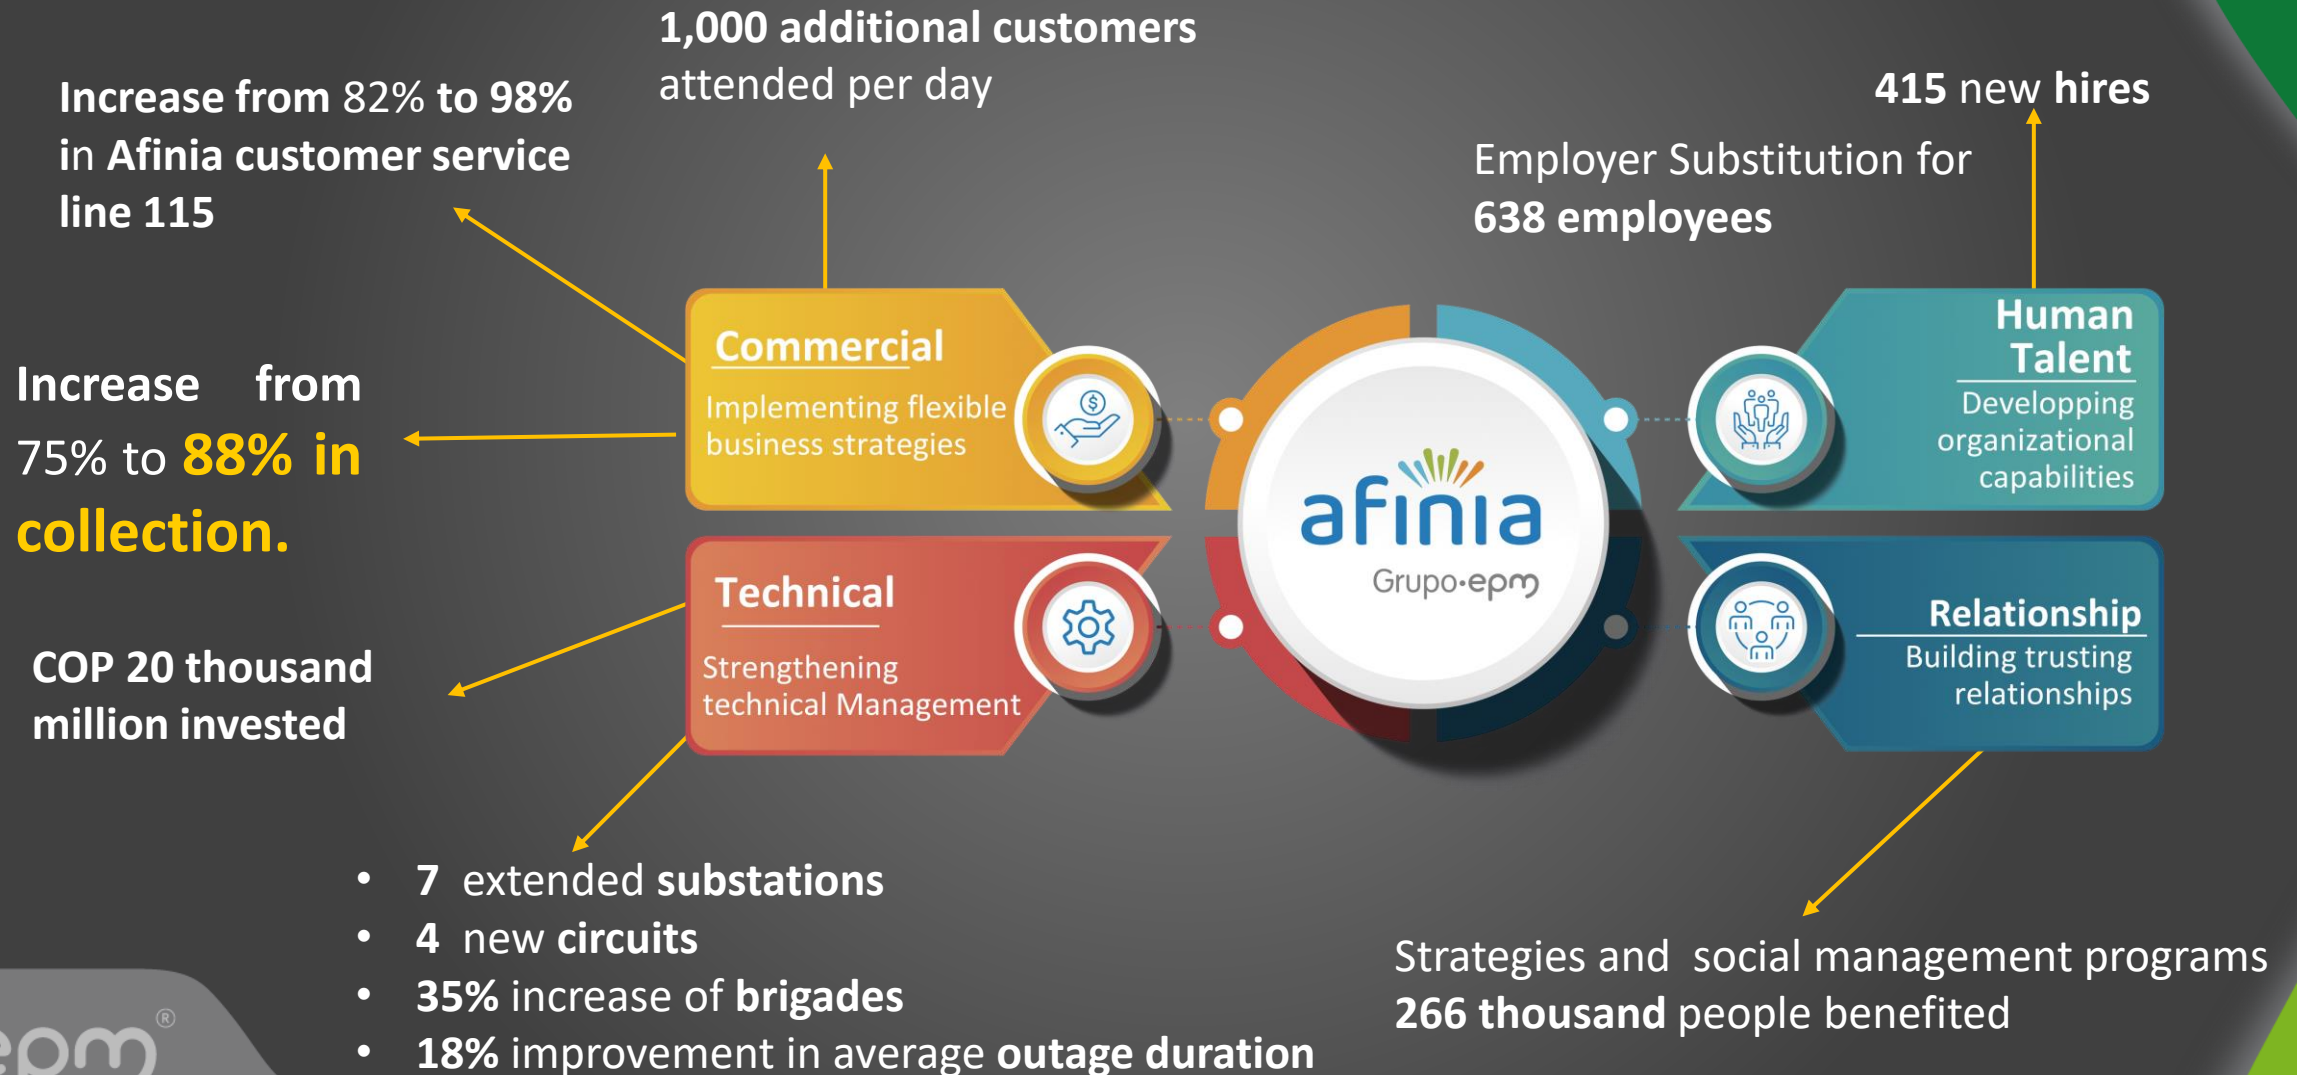 1,000 additional customers
attended per day
Increase from 82% to 98%
in Afinia customer service
line 115
415 new hires
Employer Substitution for
638 employees
Increase from
75% to 88% in
collection.
Commercial
Implementing flexible
business strategies
$
Human
Talent
Developping
organizational
capabilities
afinia
Grupo·epm
Technical
Strengthening
technical Management
Relationship
Building trusting
relationships
COP 20 thousand
million invested
• 7 extended substations
• 4 new circuits
• 35% increase of brigades
• 18% improvement in average outage duration
Strategies and social management programs
266 thousand people benefited
epm®